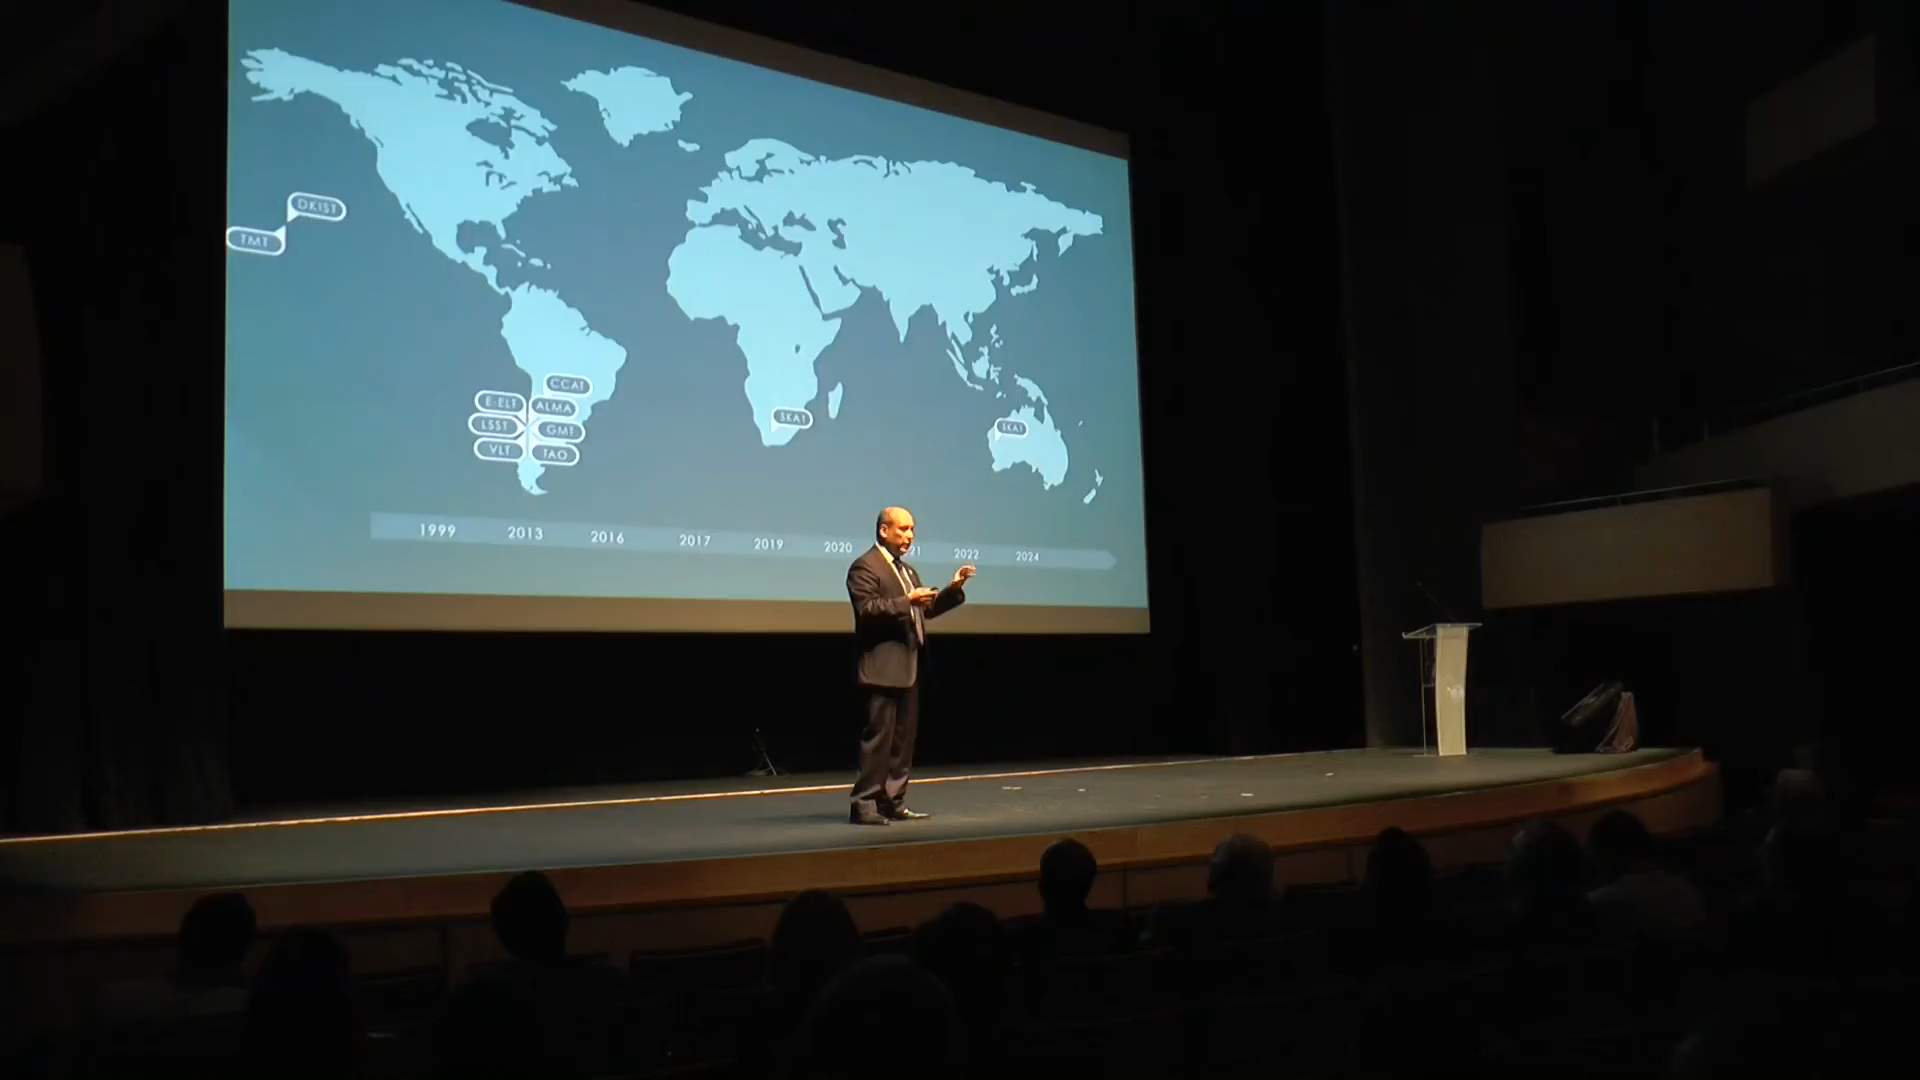 DKIST
TMT
CCAT
E-ELT
ALMA
LSST
GMT
VLT
TAO
SKA1
SKA1
1999 2013 2016 2017 2019 2020 21 2022 2024